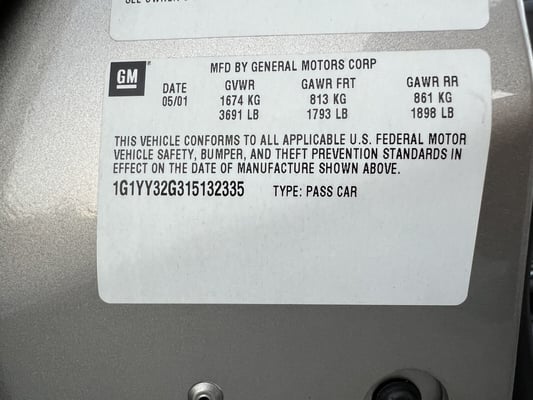 GM
MFD BY GENERAL MOTORS CORP
DATE GVWR GAWR FRT GAWR RR
05/01 1674 KG 813 KG 861 KG
3691 LB 1793 LB 1898 LB
THIS VEHICLE CONFORMS TO ALL APPLICABLE U.S. FEDERAL MOTOR
VEHICLE SAFETY, BUMPER, AND THEFT PREVENTION STANDARDS IN
EFFECT ON THE DATE OF MANUFACTURE SHOWN ABOVE.
1G1YY32G315132335 TYPE: PASS CAR